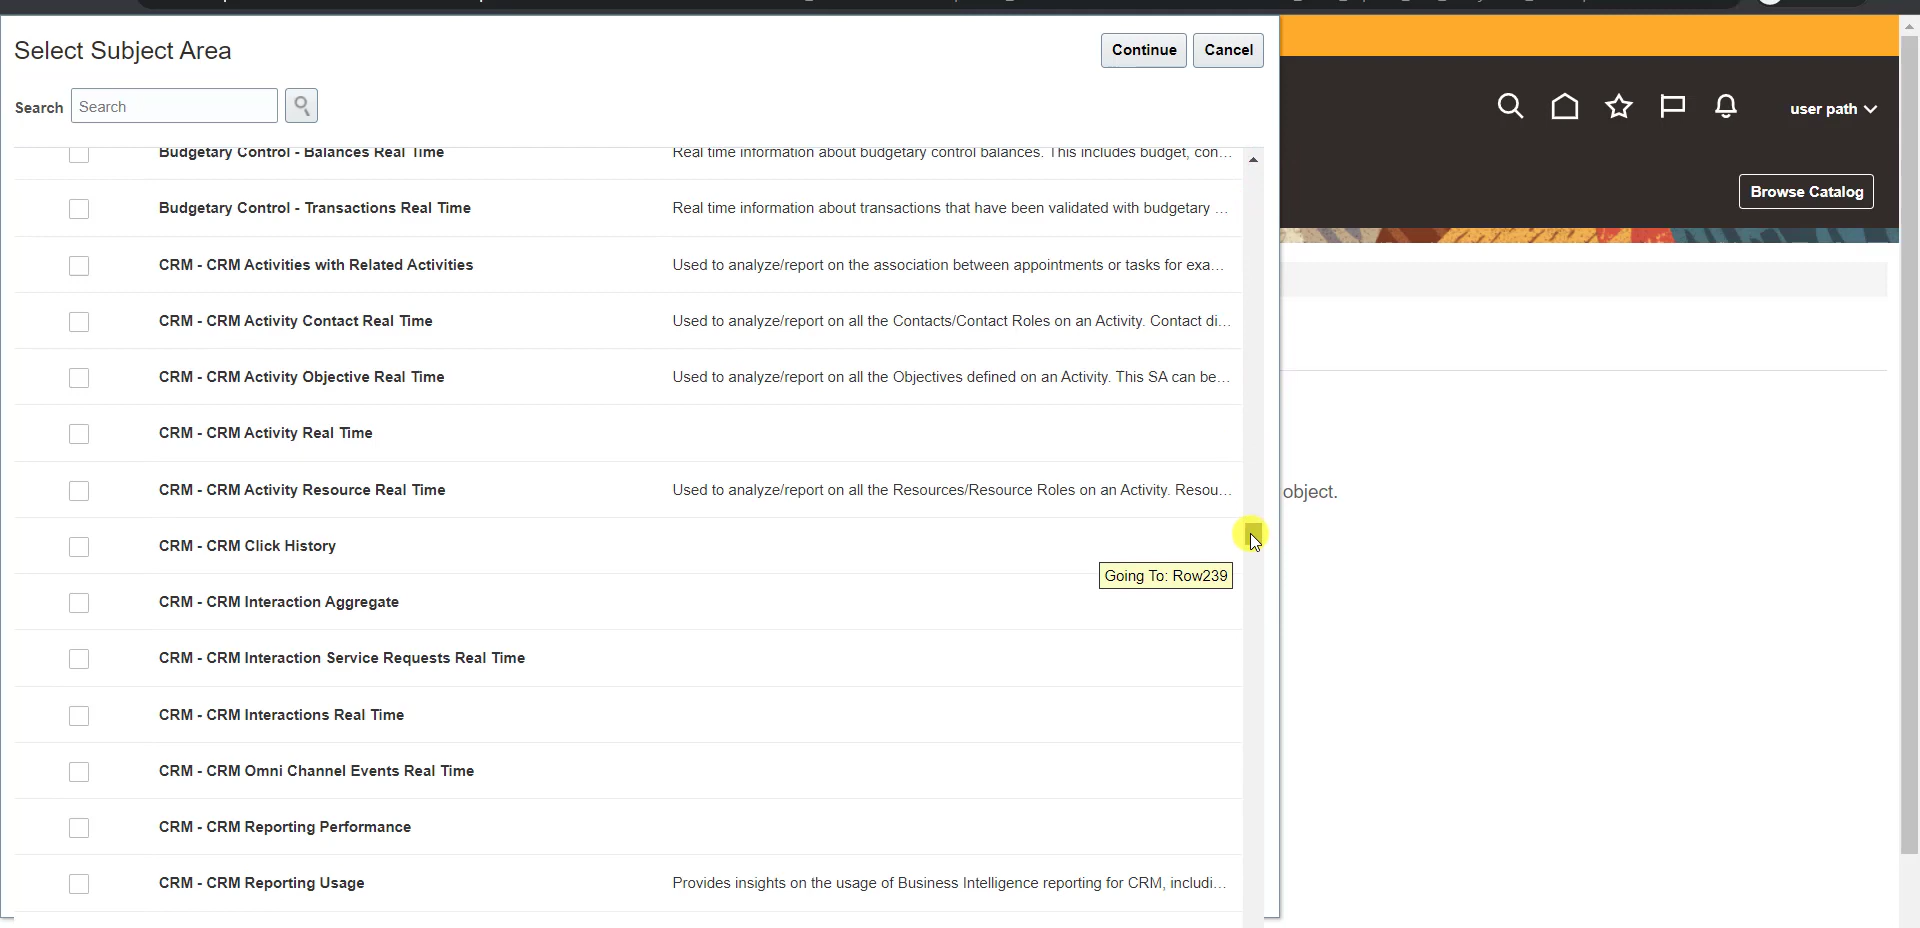 Select Subject Area
Continue
Cancel
Search
Search
user path
Browse Catalog
Budgetary Control - Balances Real Time Real time information about budgetary control balances. This includes budget, con...
Budgetary Control - Transactions Real Time Real time information about transactions that have been validated with budgetary ...
CRM - CRM Activities with Related Activities Used to analyze/report on the association between appointments or tasks for exa...
CRM - CRM Activity Contact Real Time Used to analyze/report on all the Contacts/Contact Roles on an Activity. Contact di...
CRM - CRM Activity Objective Real Time Used to analyze/report on all the Objectives defined on an Activity. This SA can be...
CRM - CRM Activity Real Time
CRM - CRM Activity Resource Real Time Used to analyze/report on all the Resources/Resource Roles on an Activity. Resou...
object.
CRM - CRM Click History
Going To: Row239
CRM - CRM Interaction Aggregate
CRM - CRM Interaction Service Requests Real Time
CRM - CRM Interactions Real Time
CRM - CRM Omni Channel Events Real Time
CRM - CRM Reporting Performance
CRM - CRM Reporting Usage Provides insights on the usage of Business Intelligence reporting for CRM, includi...